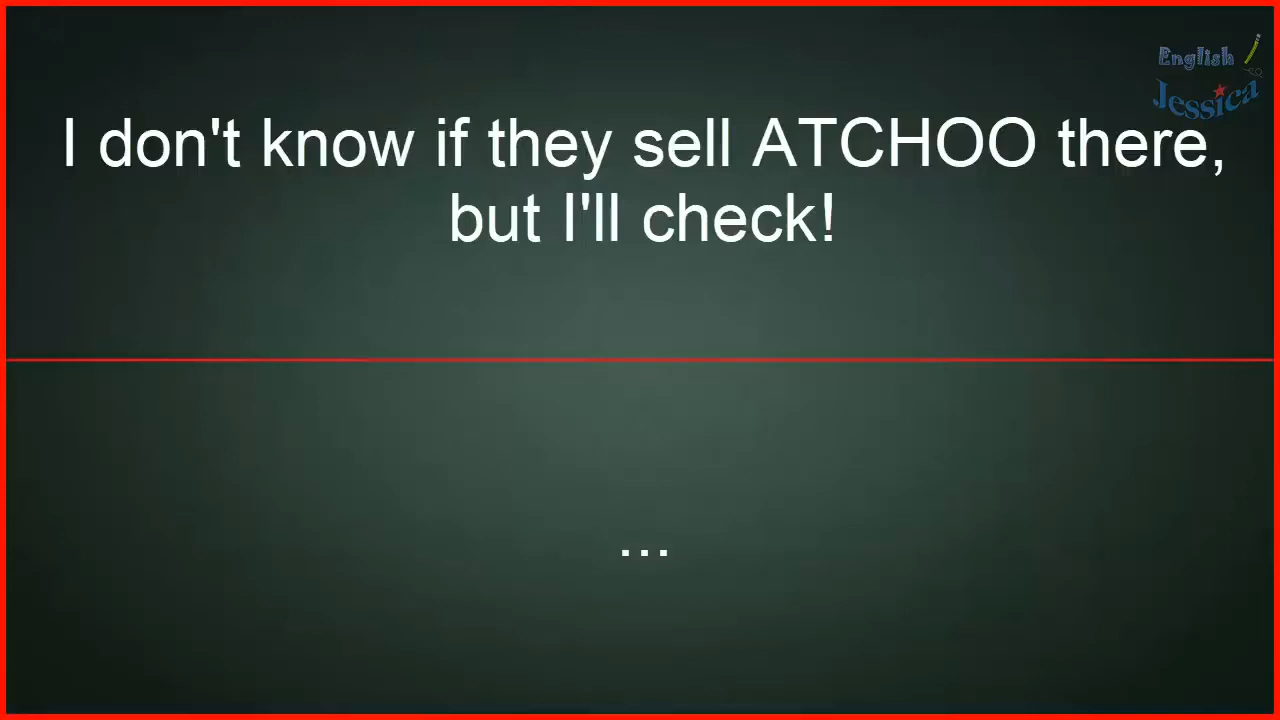 English
Jessica
I don't know if they sell ATCHOO there,
but I'll check!
...